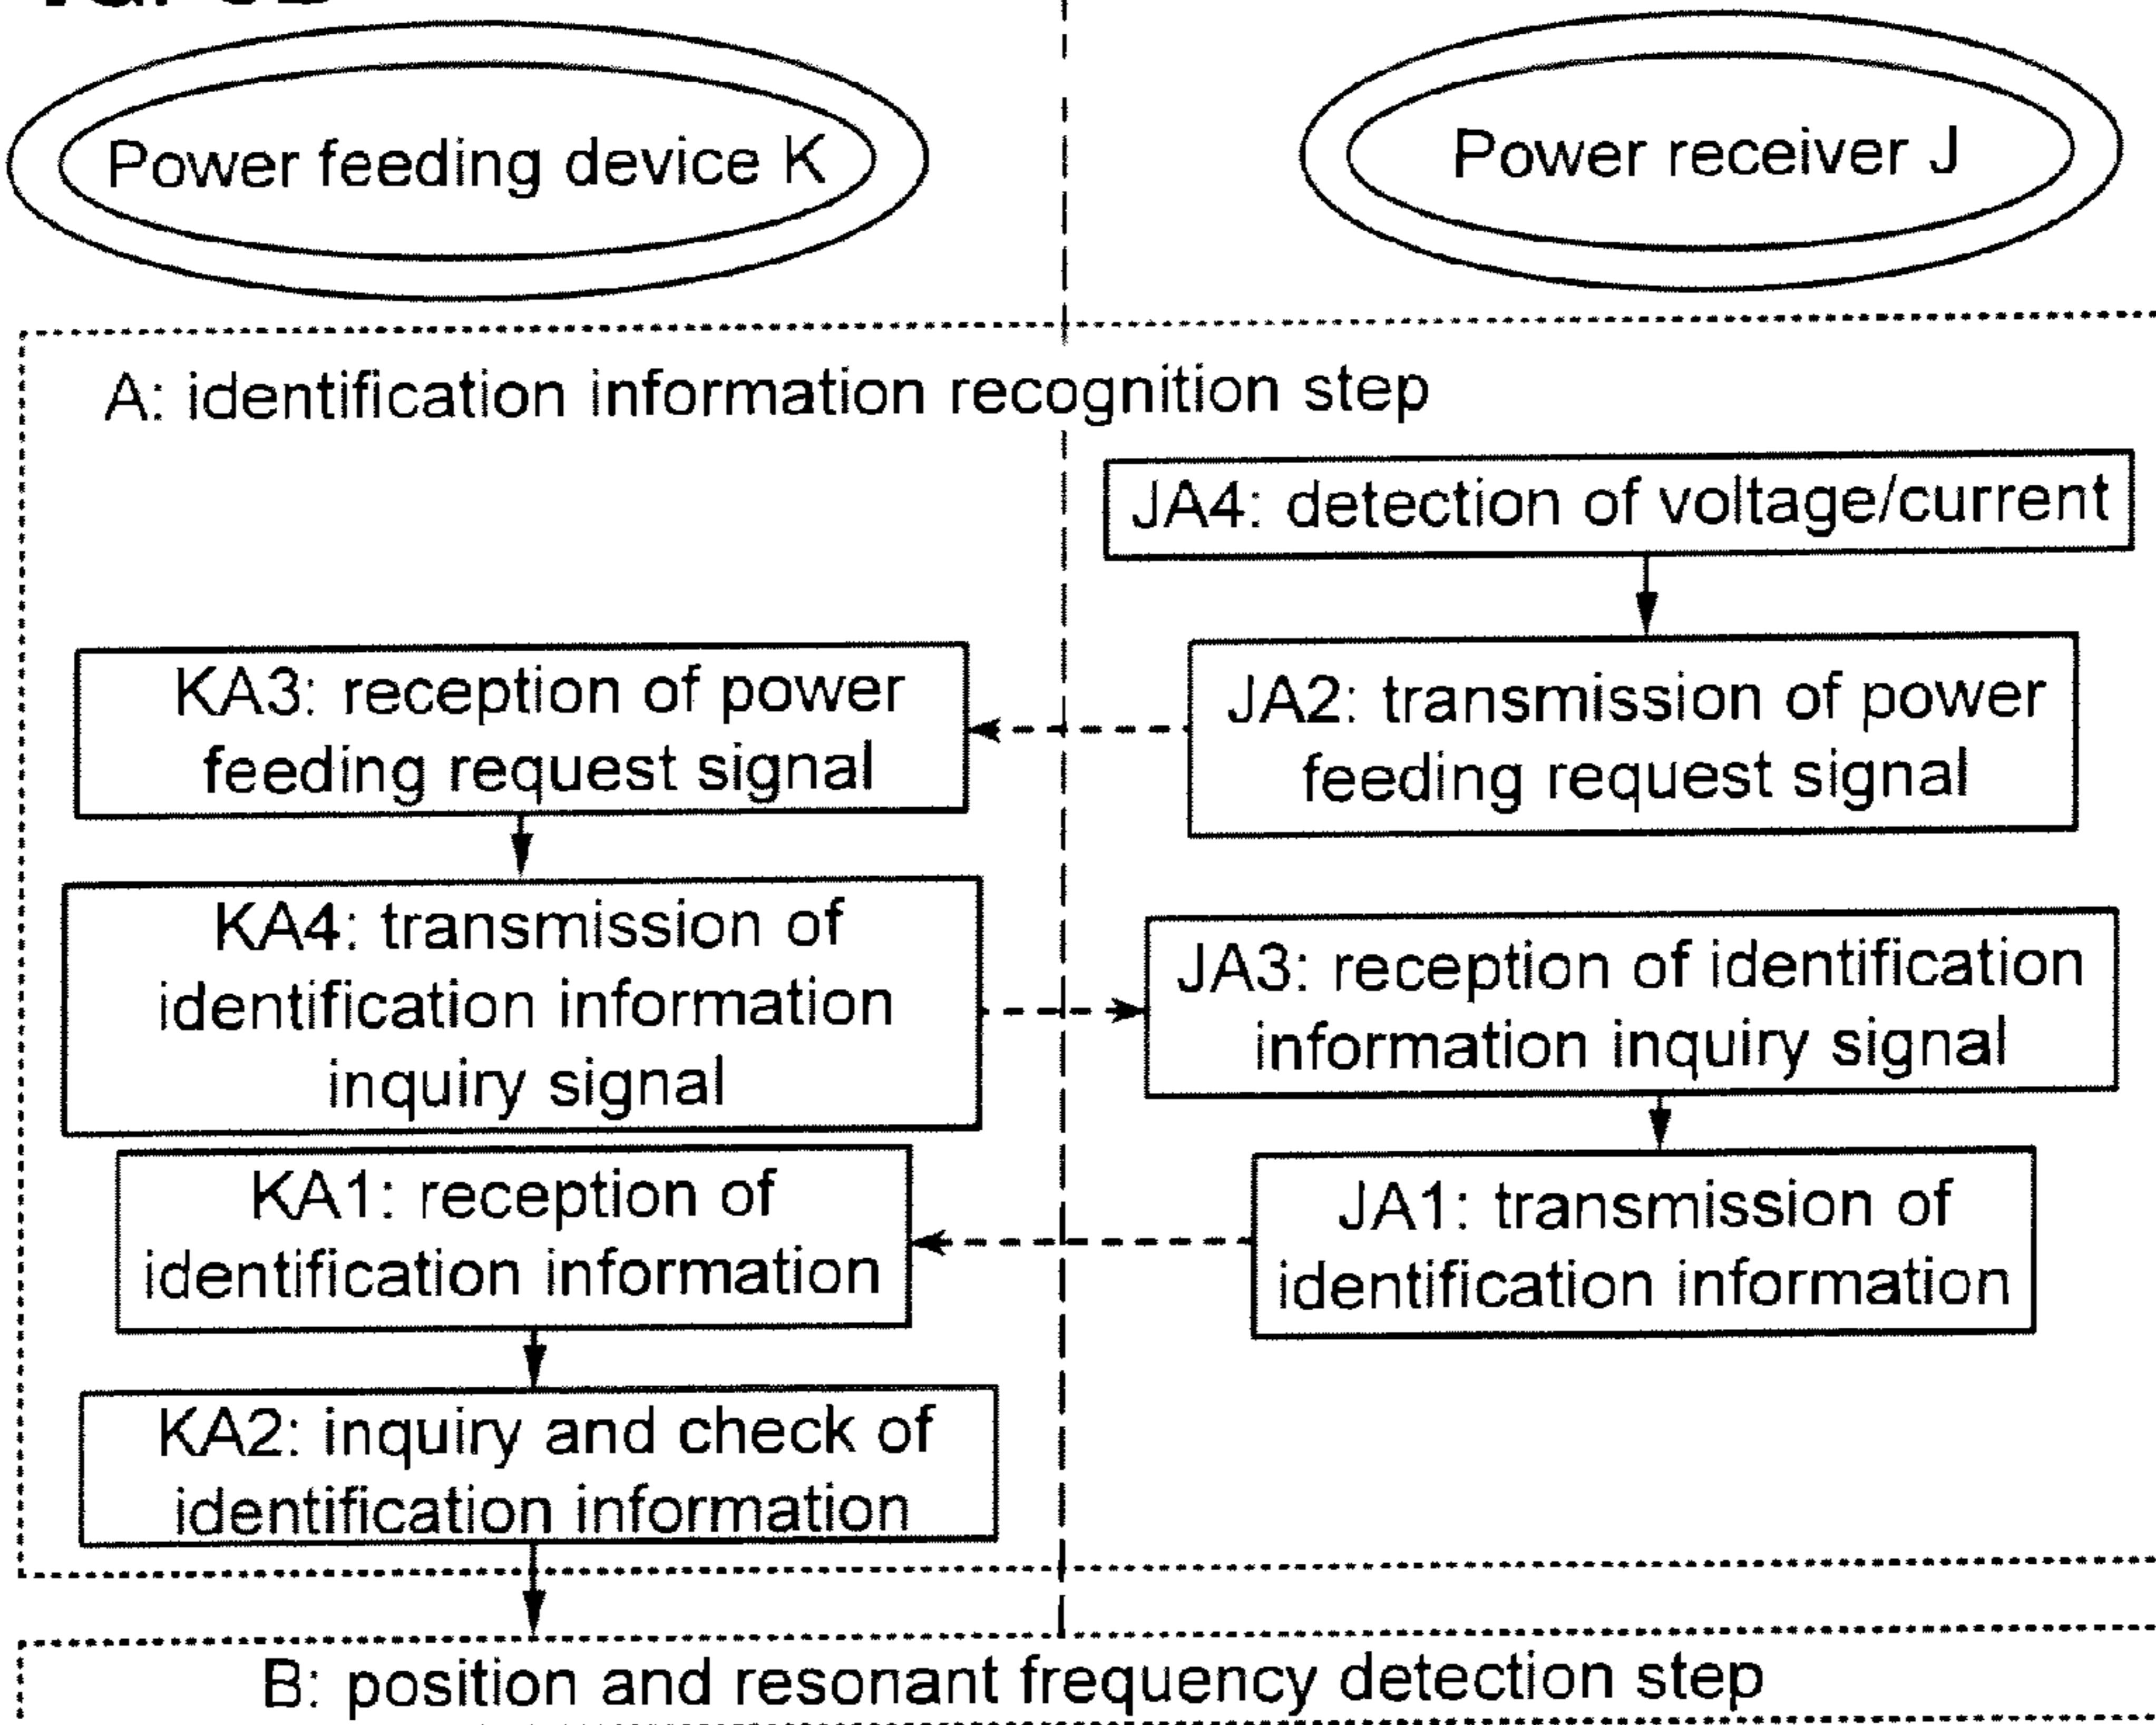 Power feeding device K
Power receiver J
A: identification information recognition step
JA4: detection of voltage/current
KA3: reception of power
feeding request signal
JA2: transmission of power
feeding request signal
KA4: transmission of
identification information
inquiry signal
JA3: reception of identification
information inquiry signal
KA1: reception of
identification information
JA1: transmission of
identification information
KA2: inquiry and check of
identification information
B: position and resonant frequency detection step